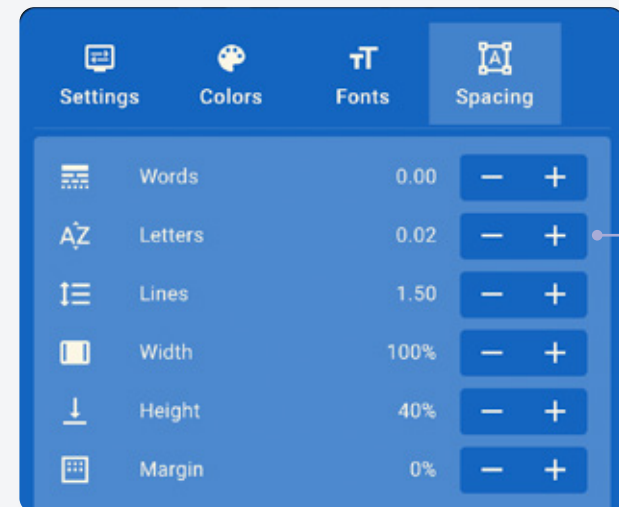 Settings Colors Fonts Spacing
Words 0.00 − +
Letters 0.02 − +
Lines 1.50 − +
Width 100% − +
Height 40% − +
Margin 0% − +